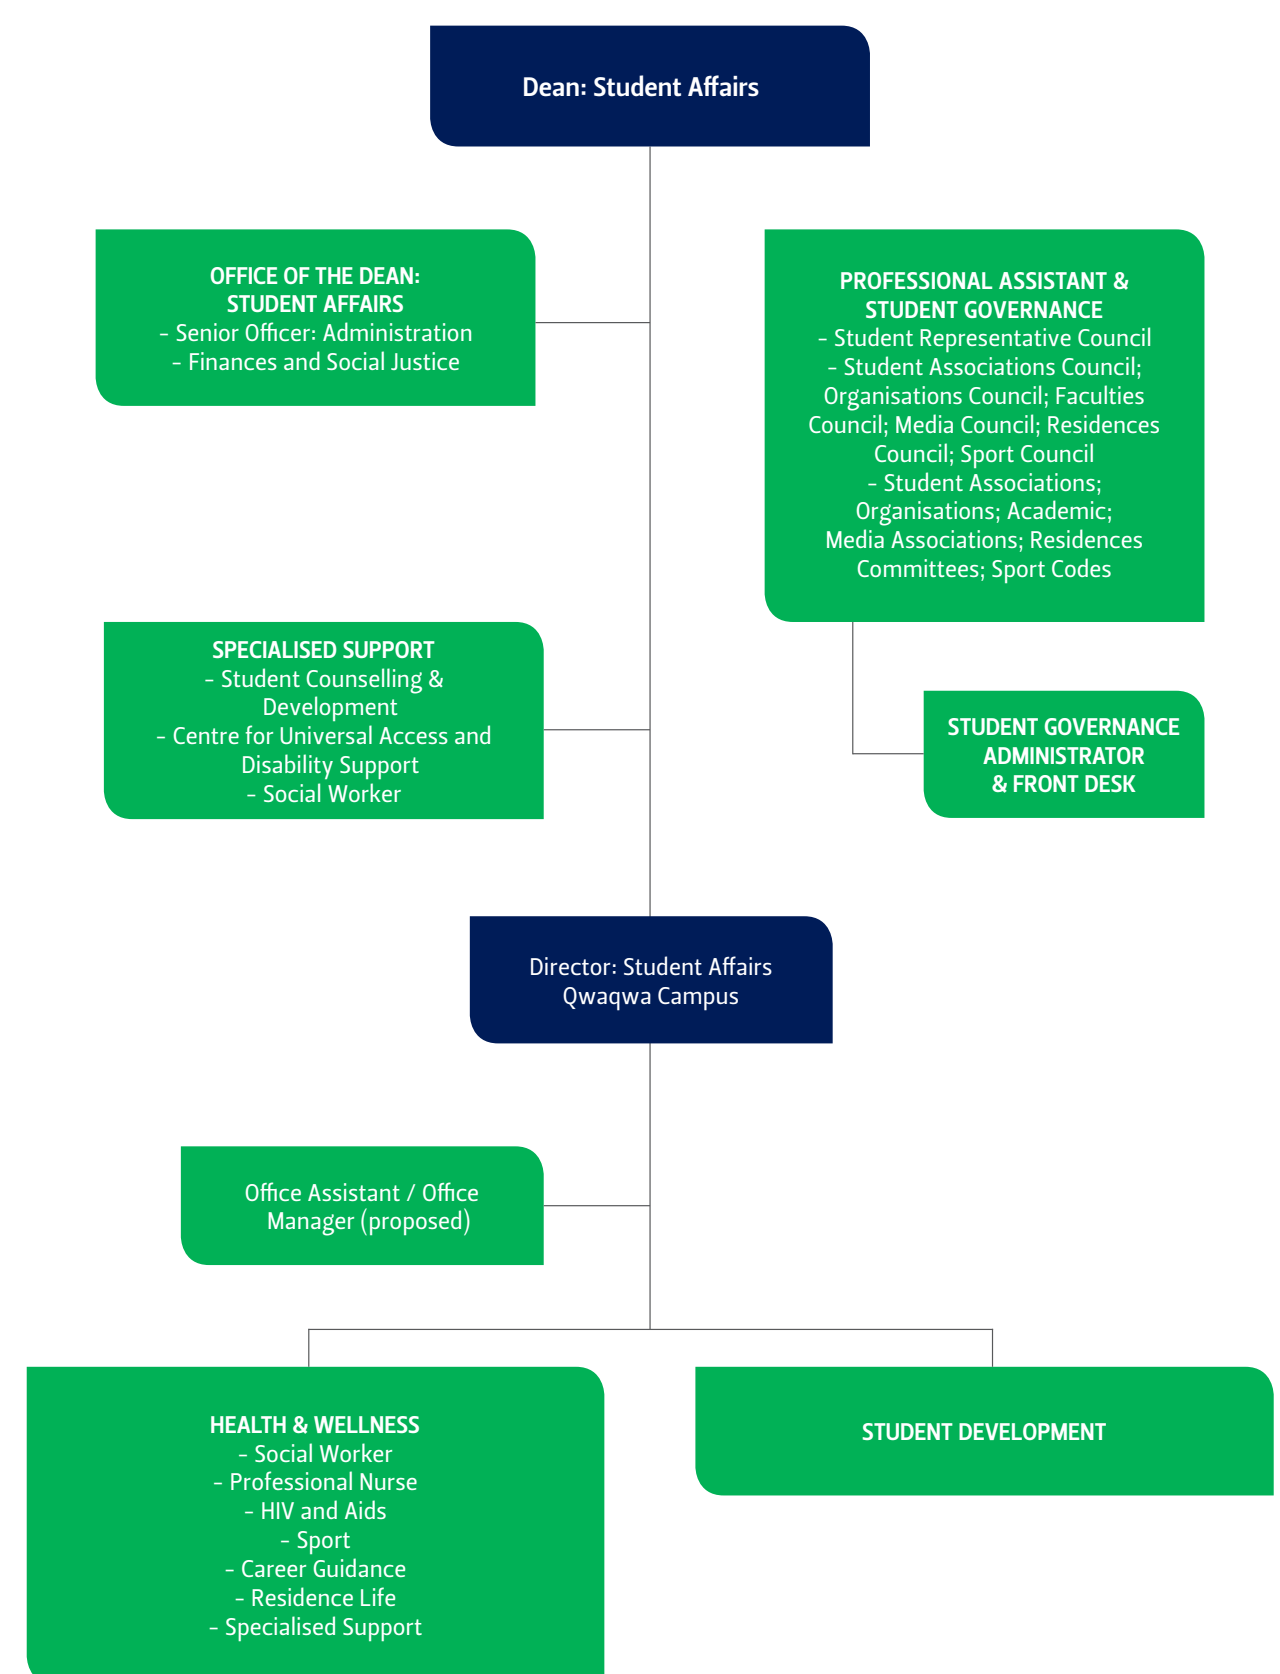 Dean: Student Affairs
OFFICE OF THE DEAN:
STUDENT AFFAIRS
– Senior Officer: Administration
– Finances and Social Justice
PROFESSIONAL ASSISTANT &
STUDENT GOVERNANCE
– Student Representative Council
– Student Associations Council;
Organisations Council; Faculties
Council; Media Council; Residences
Council; Sport Council
– Student Associations;
Organisations; Academic;
Media Associations; Residences
Committees; Sport Codes
SPECIALISED SUPPORT
– Student Counselling &
Development
– Centre for Universal Access and
Disability Support
– Social Worker
STUDENT GOVERNANCE
ADMINISTRATOR
& FRONT DESK
Director: Student Affairs
Qwaqwa Campus
Office Assistant / Office
Manager (proposed)
HEALTH & WELLNESS
– Social Worker
– Professional Nurse
– HIV and Aids
– Sport
– Career Guidance
– Residence Life
– Specialised Support
STUDENT DEVELOPMENT